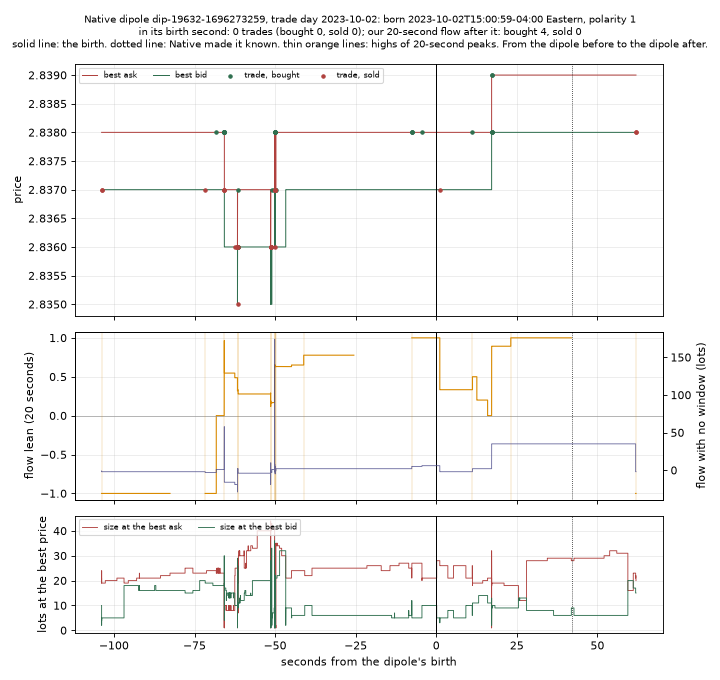 Native dipole dip-19632-1696273259, trade day 2023-10-02: born 2023-10-02T15:00:59-04:00 Eastern, polarity 1
in its birth second: 0 trades (bought 0, sold 0); our 20-second flow after it: bought 4, sold 0
solid line: the birth. dotted line: Native made it known. thin orange lines: highs of 20-second peaks. From the dipole before to the dipole after.
best ask
best bid
trade, bought
trade, sold
2.8390
2.8385
2.8380
2.8375
2.8370
2.8365
2.8360
2.8355
2.8350
price
1.0
0.5
0.0
−0.5
−1.0
flow lean (20 seconds)
150
100
50
0
flow with no window (lots)
size at the best ask
size at the best bid
40
30
20
10
0
lots at the best price
−100
−75
−50
−25
0
25
50
seconds from the dipole's birth